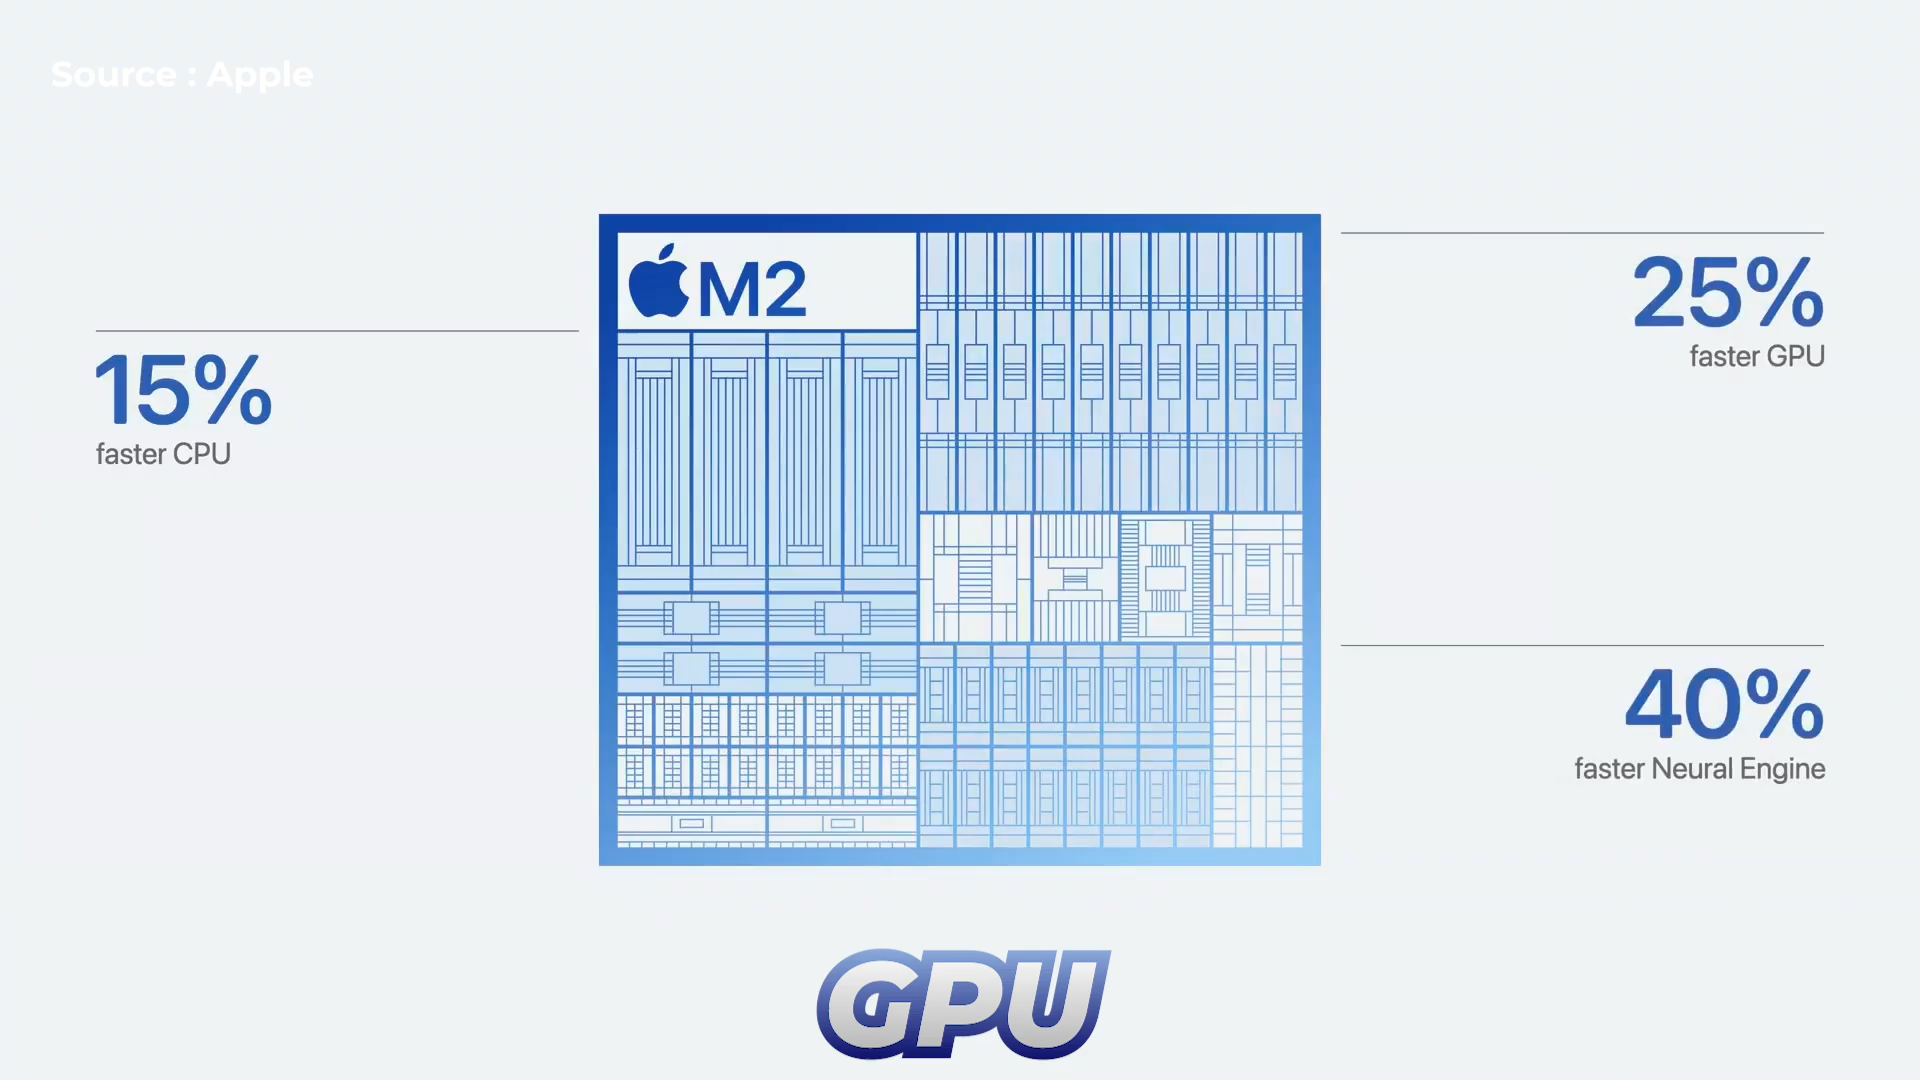 Source : Apple
M2
15%
faster CPU
25%
faster GPU
40%
faster Neural Engine
GPU